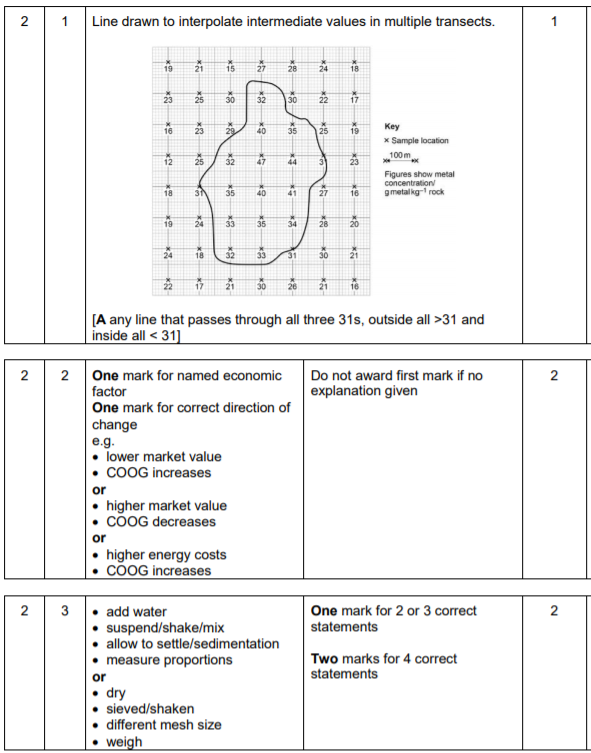 2 1 Line drawn to interpolate intermediate values in multiple transects. 1
19 21 15 27 28 24 18
23 25 30 32 30 22 17
16 23 29 40 35 25 19
Key
× Sample location
12 25 32 47 44 31 23
100 m
Figures show metal
concentration/
g metal kg⁻¹ rock
18 31 35 40 41 27 16
19 24 33 35 34 28 20
24 18 32 33 31 30 21
22 17 21 30 26 21 16
[A any line that passes through all three 31s, outside all >31 and
inside all < 31]
2 2 One mark for named economic
factor
One mark for correct direction of
change
e.g.
• lower market value
• COOG increases
or
• higher market value
• COOG decreases
or
• higher energy costs
• COOG increases
Do not award first mark if no
explanation given
2
2 3 • add water
• suspend/shake/mix
• allow to settle/sedimentation
• measure proportions
or
• dry
• sieved/shaken
• different mesh size
• weigh
One mark for 2 or 3 correct
statements
Two marks for 4 correct
statements
2